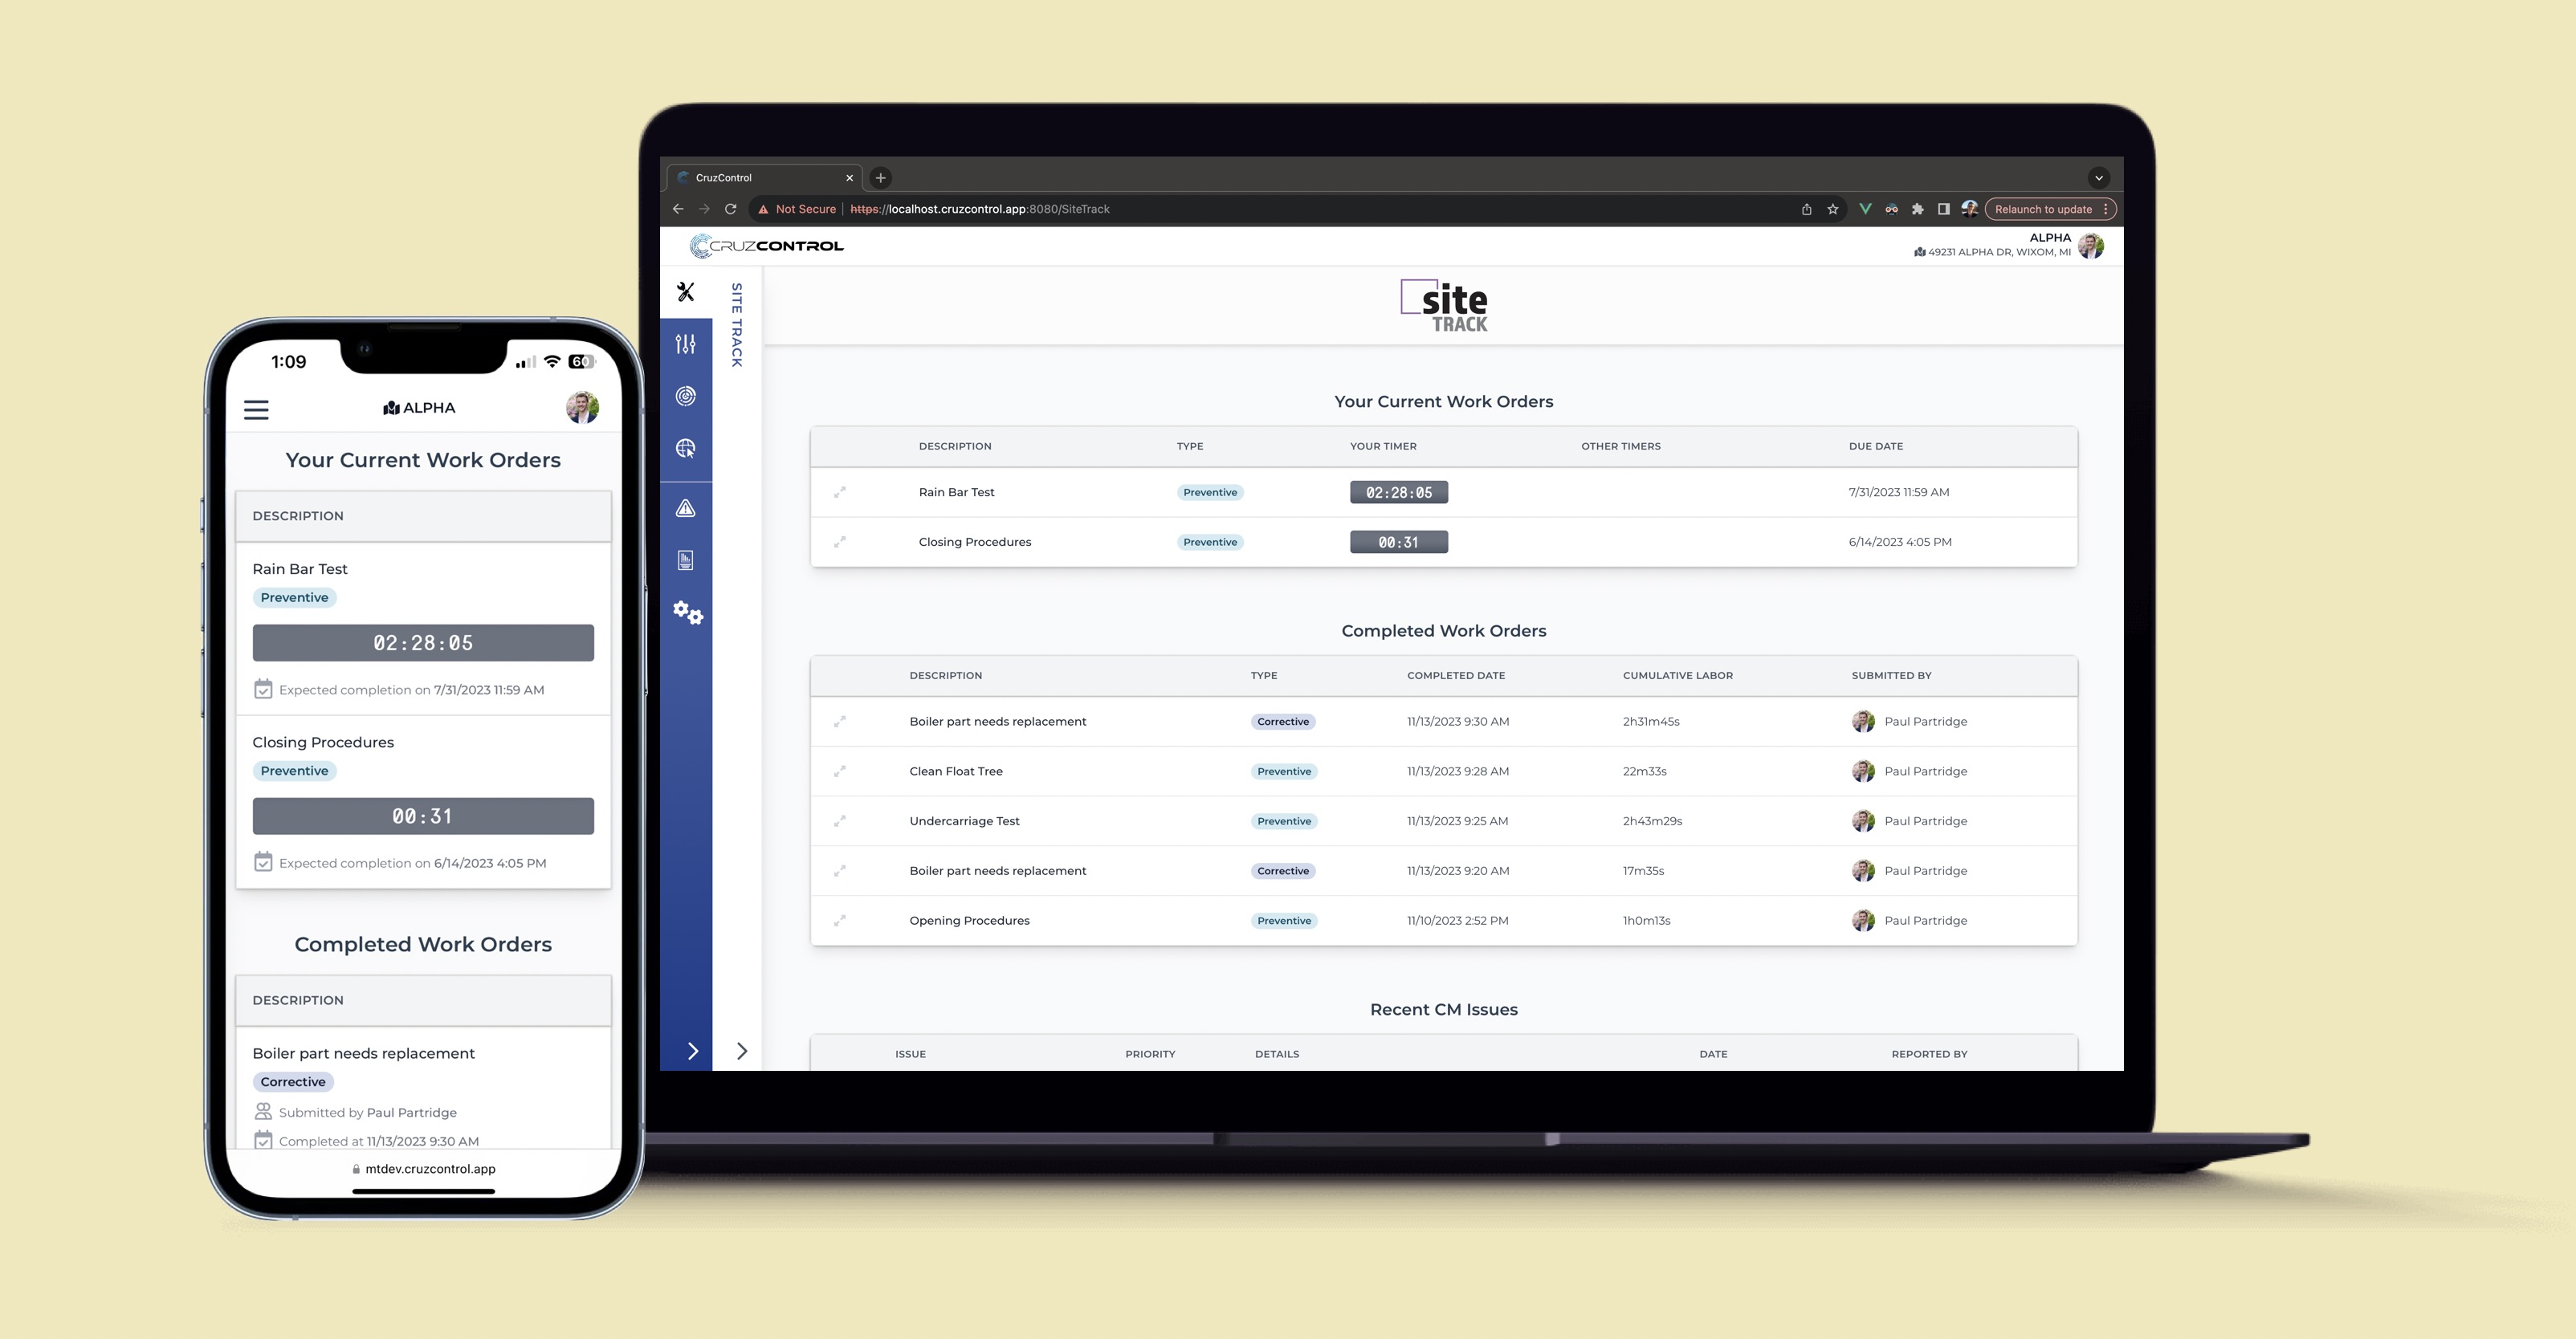 1:09
60
ALPHA
Your Current Work Orders
DESCRIPTION
Rain Bar Test
Preventive
02:28:05
Expected completion on 7/31/2023 11:59 AM
Closing Procedures
Preventive
00:31
Expected completion on 6/14/2023 4:05 PM
Completed Work Orders
DESCRIPTION
Boiler part needs replacement
Corrective
Submitted by Paul Partridge
Completed at 11/13/2023 9:30 AM
mtdev.cruzcontrol.app
CruzControl
Not Secure https://localhost.cruzcontrol.app:8080/SiteTrack Relaunch to update
CRUZCONTROL
ALPHA
49231 ALPHA DR, WIXOM, MI
SITE TRACK
site
TRACK
Your Current Work Orders
DESCRIPTION TYPE YOUR TIMER OTHER TIMERS DUE DATE
Rain Bar Test Preventive 02:28:05 7/31/2023 11:59 AM
Closing Procedures Preventive 00:31 6/14/2023 4:05 PM
Completed Work Orders
DESCRIPTION TYPE COMPLETED DATE CUMULATIVE LABOR SUBMITTED BY
Boiler part needs replacement Corrective 11/13/2023 9:30 AM 2h31m45s Paul Partridge
Clean Float Tree Preventive 11/13/2023 9:28 AM 22m33s Paul Partridge
Undercarriage Test Preventive 11/13/2023 9:25 AM 2h43m29s Paul Partridge
Boiler part needs replacement Corrective 11/13/2023 9:20 AM 17m35s Paul Partridge
Opening Procedures Preventive 11/10/2023 2:52 PM 1h0m13s Paul Partridge
Recent CM Issues
ISSUE PRIORITY DETAILS DATE REPORTED BY